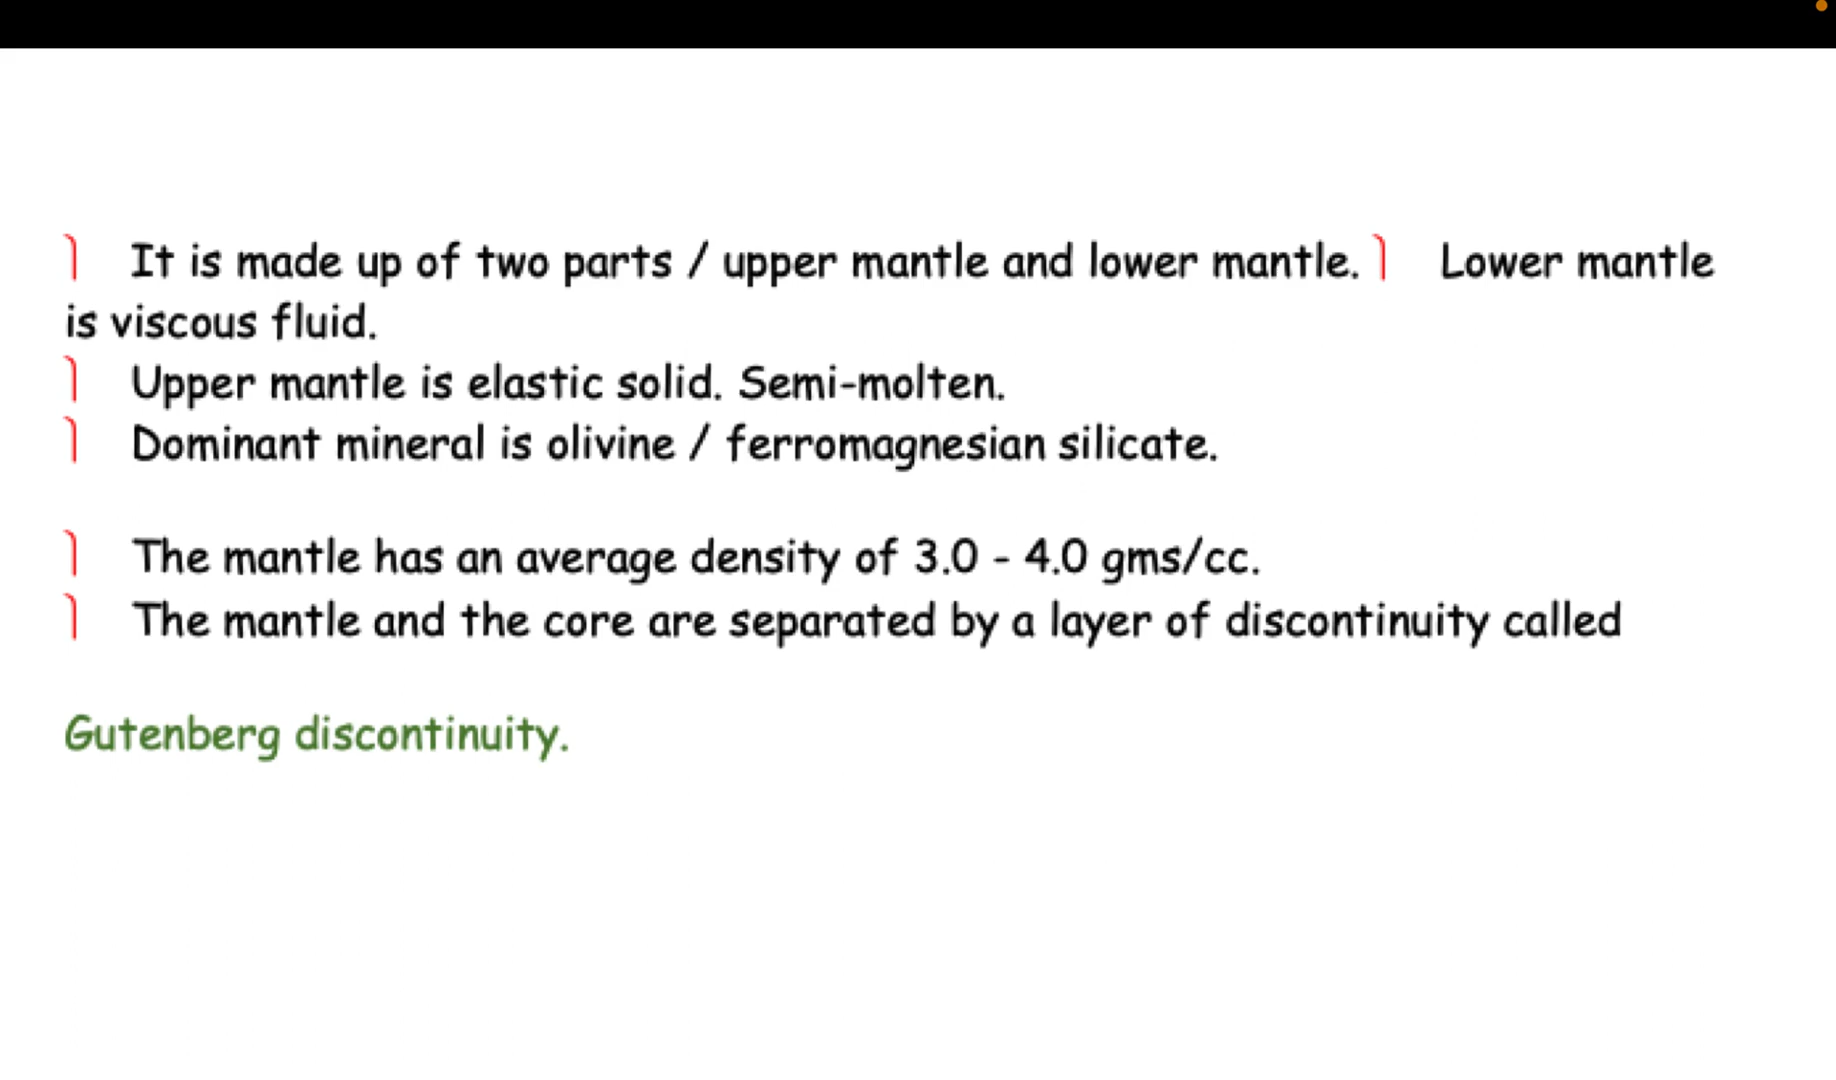 It is made up of two parts / upper mantle and lower mantle. Lower mantle
is viscous fluid.
Upper mantle is elastic solid. Semi-molten.
Dominant mineral is olivine / ferromagnesian silicate.
The mantle has an average density of 3.0 - 4.0 gms/cc.
The mantle and the core are separated by a layer of discontinuity called
Gutenberg discontinuity.